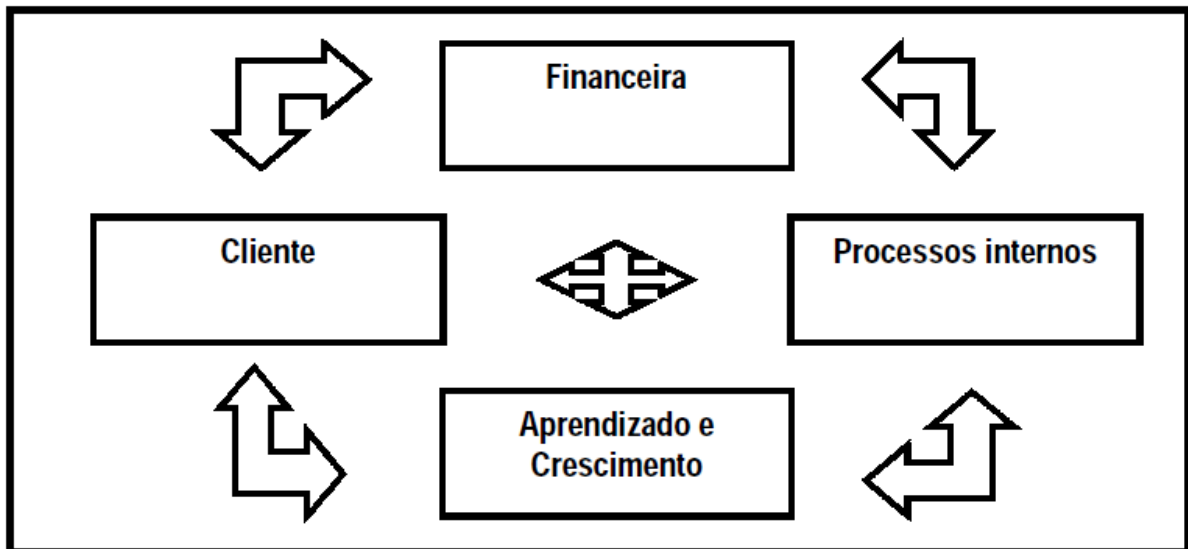 Financeira
Cliente
Processos internos
Aprendizado e
Crescimento